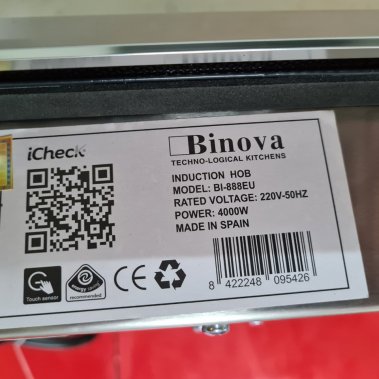 iCheck
Binova
TECHNO-LOGICAL KITCHENS
INDUCTION HOB
MODEL: BI-888EU
RATED VOLTAGE: 220V-50HZ
POWER: 4000W
MADE IN SPAIN
Touch sensor
energy
recommended
CE
8 422248 095426